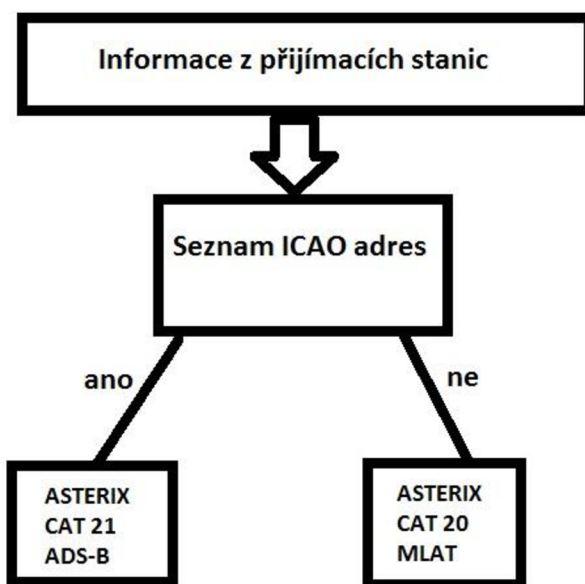 Informace z přijímacích stanic
Seznam ICAO adres
ano
ne
ASTERIX
CAT 21
ADS-B
ASTERIX
CAT 20
MLAT